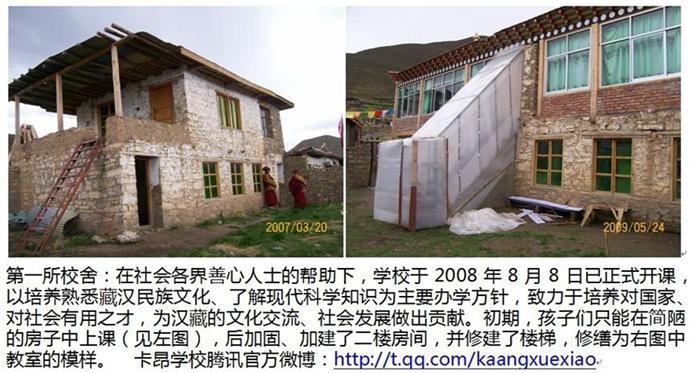 2007/03/20
2009/05/24
第一所校舍：在社会各界善心人士的帮助下，学校于 2008 年 8 月 8 日已正式开课，
以培养熟悉藏汉民族文化、了解现代科学知识为主要办学方针，致力于培养对国家、
对社会有用之才，为汉藏的文化交流、社会发展做出贡献。初期，孩子们只能在简陋
的房子中上课（见左图），后加固、加建了二楼房间，并修建了楼梯，修缮为右图中
教室的模样。 卡昂学校腾讯官方微博：http://t.qq.com/kaangxuexiao